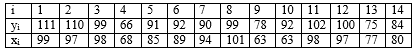 i 1 2 3 4 5 6 7 8 9 10 11 12 13 14
yi 111 110 99 66 91 92 90 99 78 92 102 100 75 84
xi 99 97 98 68 85 89 94 101 63 63 98 97 77 80